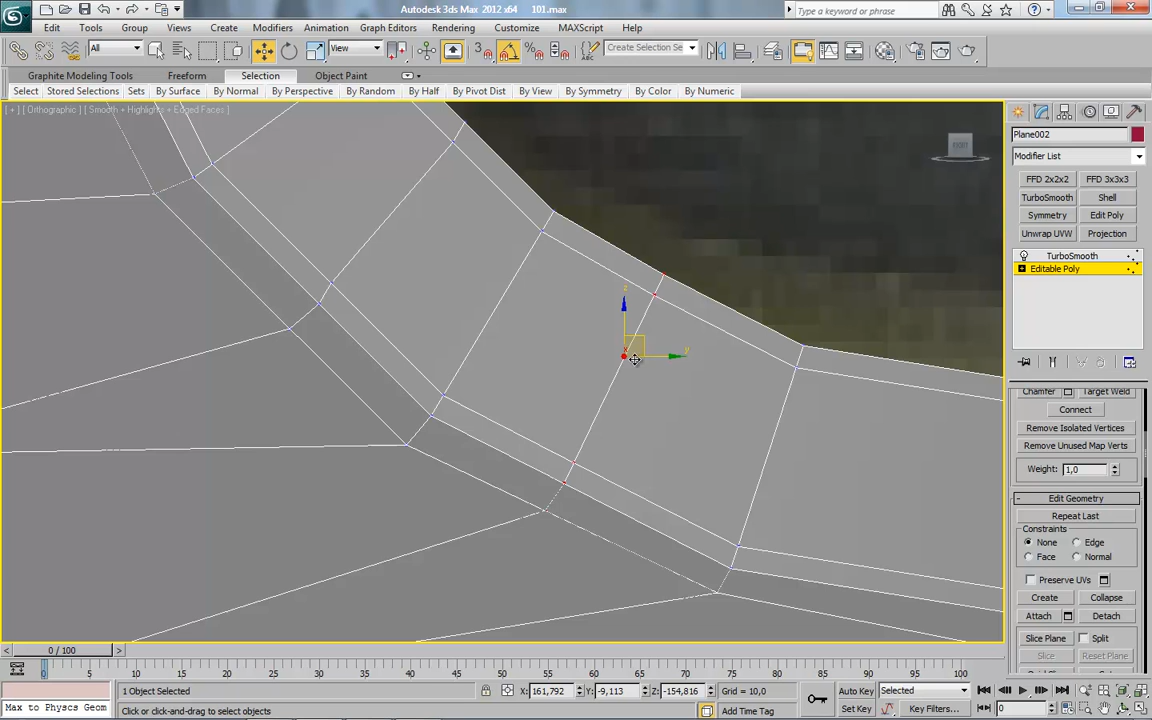 Autodesk 3ds Max 2012 x64 101.max
Type a keyword or phrase
Edit Tools Group Views Create Modifiers Animation Graph Editors Rendering Customize MAXScript Help
All View 3 Create Selection Se
Graphite Modeling Tools Freeform Selection Object Paint
Select Stored Selections Sets By Surface By Normal By Perspective By Random By Half By Pivot Dist By View By Symmetry By Color By Numeric
[ + ] [ Orthographic ] [ Smooth + Highlights + Edged Faces ]
Plane002
Modifier List
FFD 2x2x2 FFD 3x3x3
TurboSmooth Shell
Symmetry Edit Poly
Unwrap UVW Projection
TurboSmooth
Editable Poly
z
x y
Chamfer Target Weld
Connect
Remove Isolated Vertices
Remove Unused Map Verts
Weight: 1,0
- Edit Geometry
Repeat Last
Constraints
None Edge
Face Normal
Preserve UVs
Create Collapse
Attach Detach
Slice Plane Split
Slice Reset Plane
< 0 / 100 >
0 5 10 15 20 25 30 35 40 45 50 55 60 65 70 75 80 85 90 95 100
1 Object Selected X: 161,792 Y: -9,113 Z: -154,816 Grid = 10,0 Auto Key Selected
Max to Physcs Geom Click or click-and-drag to select objects Add Time Tag Set Key Key Filters... 0